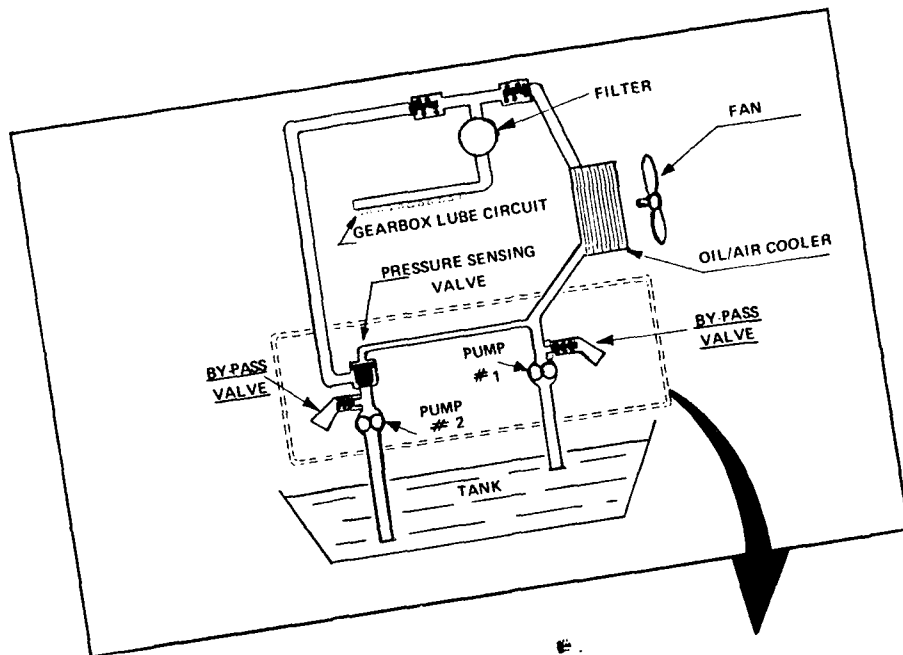 FILTER
FAN
GEARBOX LUBE CIRCUIT
OIL/AIR COOLER
PRESSURE SENSING
VALVE
BY-PASS
VALVE
PUMP
# 1
BY-PASS
VALVE
PUMP
# 2
TANK